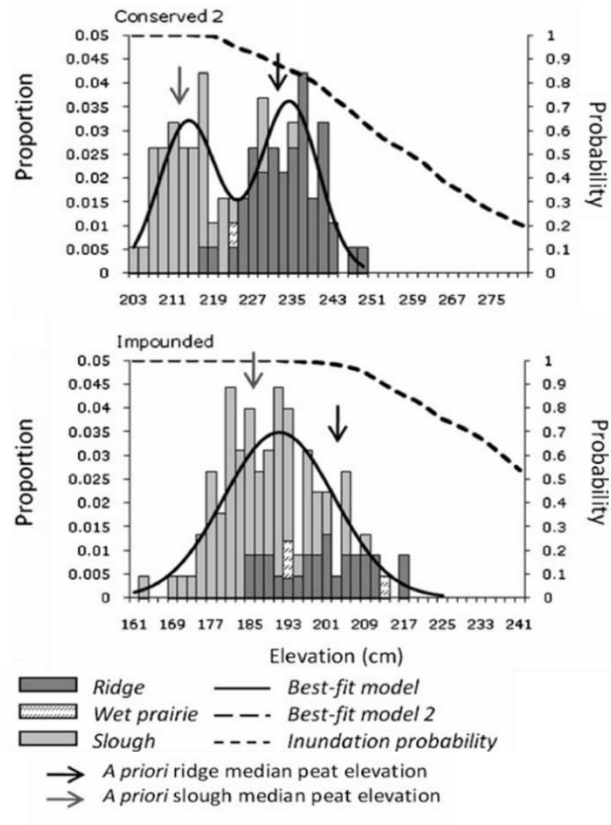 Conserved 2
0.05 1
0.045 0.9
0.04 0.8
0.035 0.7
0.03 0.6
0.025 0.5
0.02 0.4
0.015 0.3
0.01 0.2
0.005 0.1
0 0
Proportion
Probability
203 211 219 227 235 243 251 259 267 275
Impounded
0.05 1
0.045 0.9
0.04 0.8
0.035 0.7
0.03 0.6
0.025 0.5
0.02 0.4
0.015 0.3
0.01 0.2
0.005 0.1
0 0
Proportion
Probability
161 169 177 185 193 201 209 217 225 233 241
Elevation (cm)
Ridge Best-fit model
Wet prairie Best-fit model 2
Slough Inundation probability
A priori ridge median peat elevation
A priori slough median peat elevation